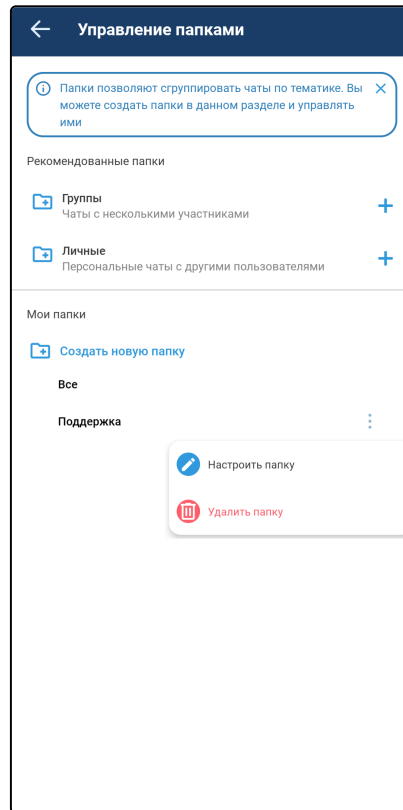 Управление папками
Папки позволяют сгруппировать чаты по тематике. Вы
можете создать папки в данном разделе и управлять
ими
Рекомендованные папки
Группы
Чаты с несколькими участниками
Личные
Персональные чаты с другими пользователями
Мои папки
Создать новую папку
Все
Поддержка
Настроить папку
Удалить папку